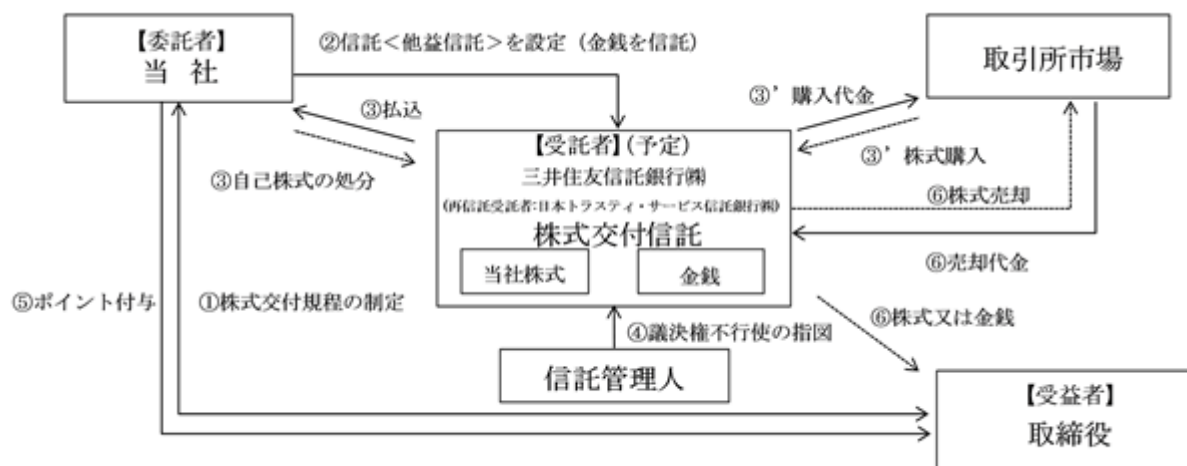 【委託者】
当 社
②信託＜他益信託＞を設定（金銭を信託）
取引所市場
③払込
③’購入代金
【受託者】(予定)
三井住友信託銀行㈱
(再信託受託者:日本トラスティ・サービス信託銀行㈱)
株式交付信託
当社株式
金銭
③自己株式の処分
③’株式購入
⑥株式売却
⑥売却代金
⑤ポイント付与
①株式交付規程の制定
④議決権不行使の指図
⑥株式又は金銭
信託管理人
【受益者】
取締役